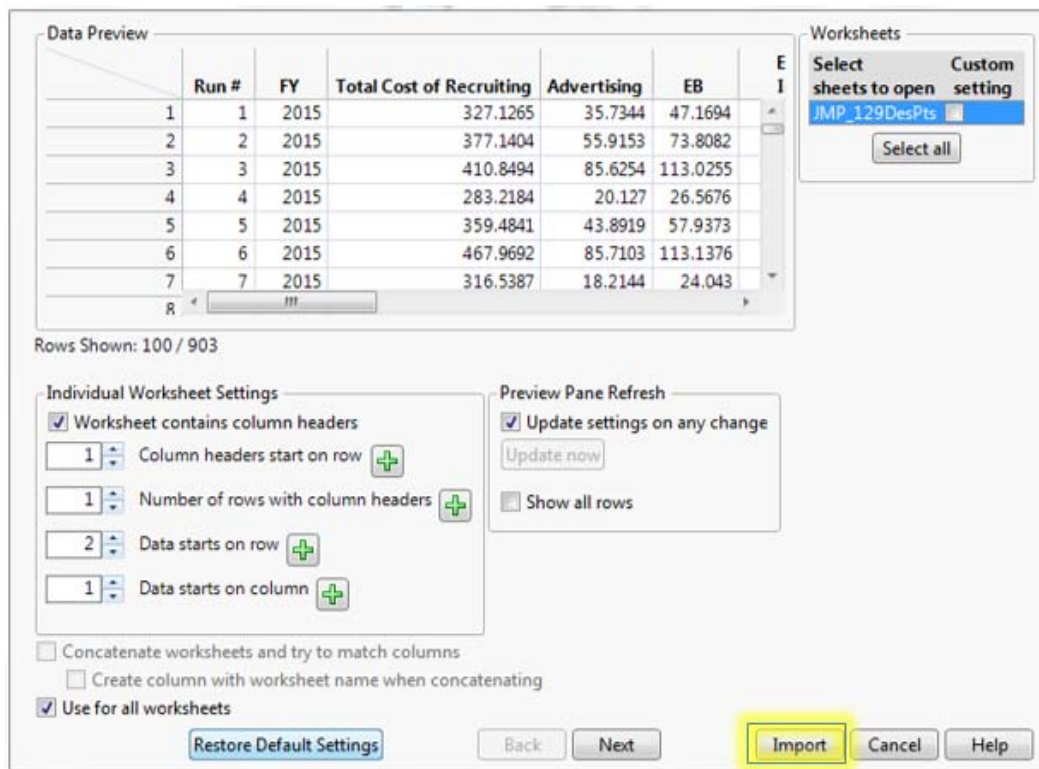 Data Preview
Run # FY Total Cost of Recruiting Advertising EB E I
1 1 2015 327.1265 35.7344 47.1694
2 2 2015 377.1404 55.9153 73.8082
3 3 2015 410.8494 85.6254 113.0255
4 4 2015 283.2184 20.127 26.5676
5 5 2015 359.4841 43.8919 57.9373
6 6 2015 467.9692 85.7103 113.1376
7 7 2015 316.5387 18.2144 24.043
8
Rows Shown: 100 / 903
Worksheets
Select Custom
sheets to open setting
JMP_129DesPts
Select all
Individual Worksheet Settings
Worksheet contains column headers
1 Column headers start on row
1 Number of rows with column headers
2 Data starts on row
1 Data starts on column
Preview Pane Refresh
Update settings on any change
Update now
Show all rows
Concatenate worksheets and try to match columns
Create column with worksheet name when concatenating
Use for all worksheets
Restore Default Settings Back Next Import Cancel Help